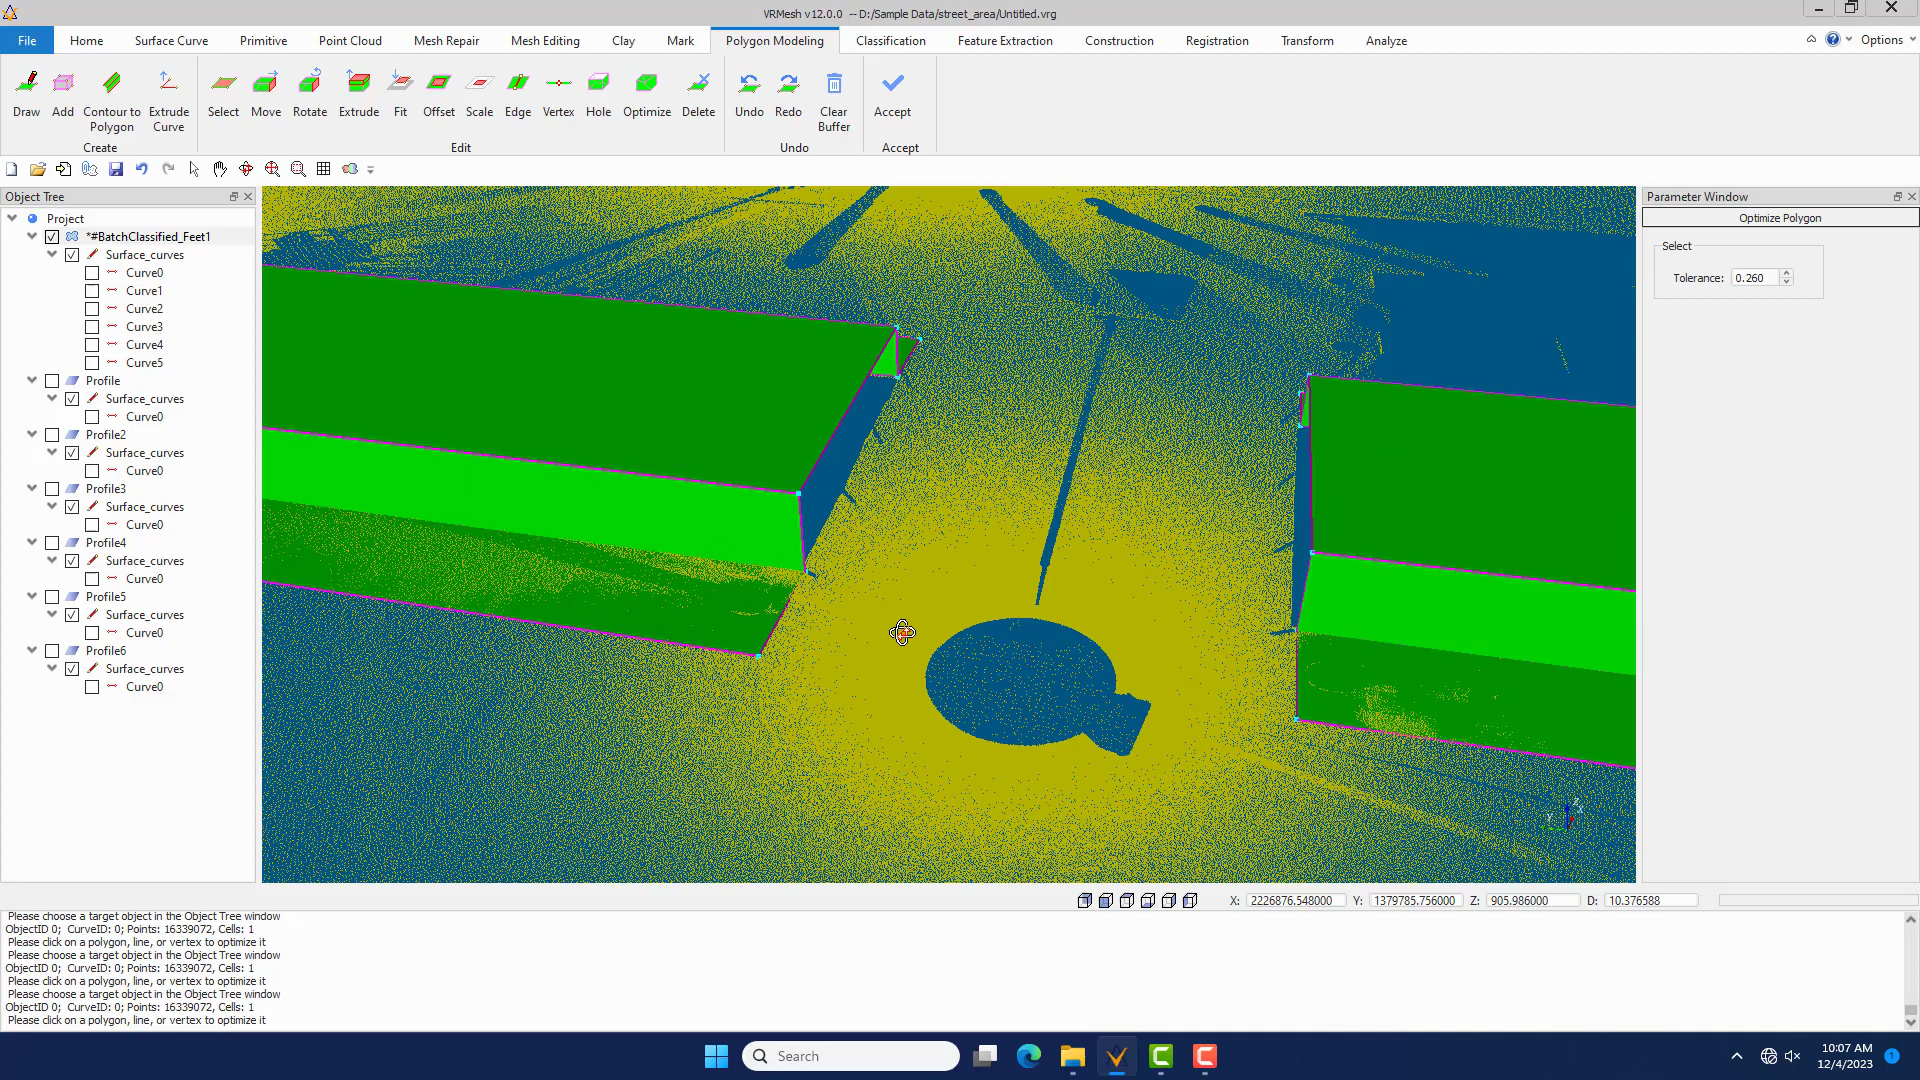 VRMesh v12.0.0  -- D:/Sample Data/street_area/Untitled.vrg
File Home Surface Curve Primitive Point Cloud Mesh Repair Mesh Editing Clay Mark Polygon Modeling Classification Feature Extraction Construction Registration Transform Analyze Options
Draw Add Contour to Polygon Extrude Curve Select Move Rotate Extrude Fit Offset Scale Edge Vertex Hole Optimize Delete Undo Redo Clear Buffer Accept
Create Edit Undo Accept
Object Tree
Project
*#BatchClassified_Feet1
Surface_curves
Curve0
Curve1
Curve2
Curve3
Curve4
Curve5
Profile
Surface_curves
Curve0
Profile2
Surface_curves
Curve0
Profile3
Surface_curves
Curve0
Profile4
Surface_curves
Curve0
Profile5
Surface_curves
Curve0
Profile6
Surface_curves
Curve0
Parameter Window
Optimize Polygon
Select
Tolerance: 0.260
X: 2226876.548000 Y: 1379785.756000 Z: 905.986000 D: 10.376588
Please choose a target object in the Object Tree window
ObjectID 0;  CurveID: 0; Points: 16339072, Cells: 1
Please click on a polygon, line, or vertex to optimize it
Please choose a target object in the Object Tree window
ObjectID 0;  CurveID: 0; Points: 16339072, Cells: 1
Please click on a polygon, line, or vertex to optimize it
Please choose a target object in the Object Tree window
ObjectID 0;  CurveID: 0; Points: 16339072, Cells: 1
Please click on a polygon, line, or vertex to optimize it
Search
10:07 AM
12/4/2023